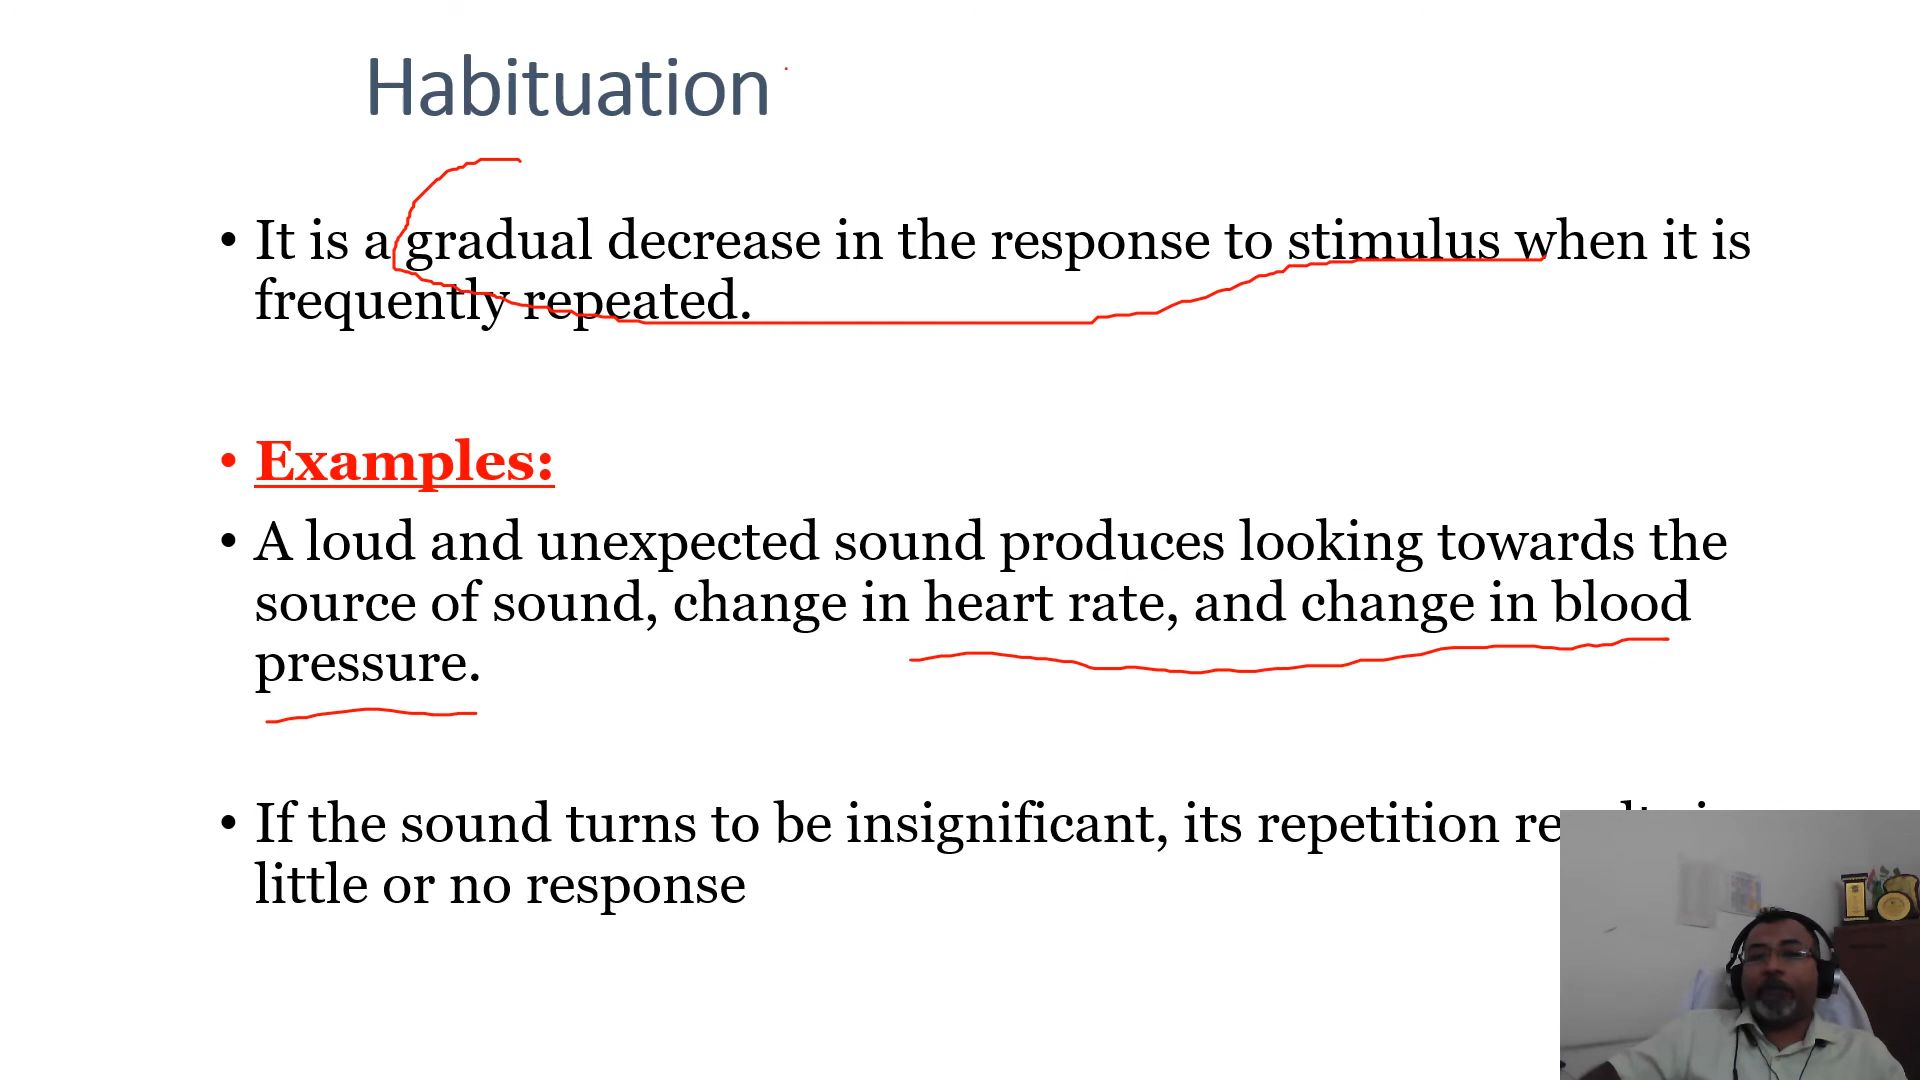 Habituation
• It is a gradual decrease in the response to stimulus when it is
frequently repeated.
• Examples:
• A loud and unexpected sound produces looking towards the
source of sound, change in heart rate, and change in blood
pressure.
• If the sound turns to be insignificant, its repetition
little or no response